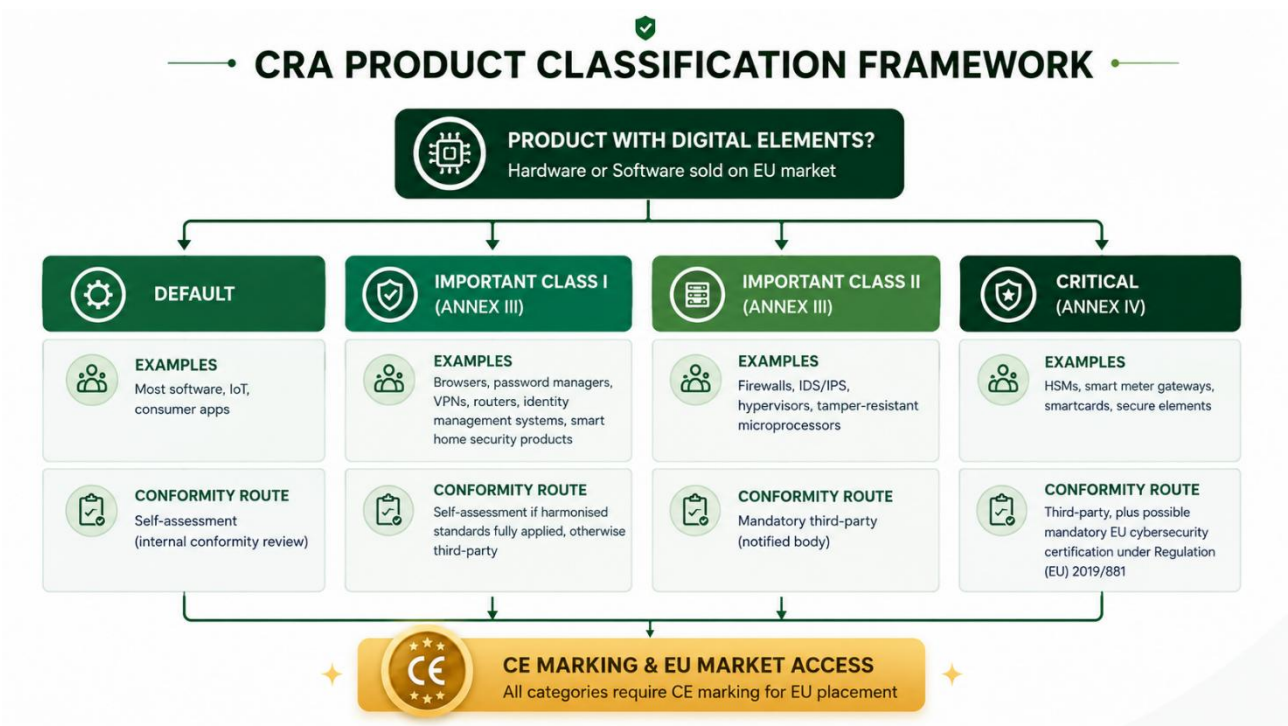 CRA PRODUCT CLASSIFICATION FRAMEWORK
PRODUCT WITH DIGITAL ELEMENTS?
Hardware or Software sold on EU market
DEFAULT
EXAMPLES
Most software, IoT,
consumer apps
CONFORMITY ROUTE
Self-assessment
(internal conformity review)
IMPORTANT CLASS I
(ANNEX III)
EXAMPLES
Browsers, password managers,
VPNs, routers, identity
management systems, smart
home security products
CONFORMITY ROUTE
Self-assessment if harmonised
standards fully applied, otherwise
third-party
IMPORTANT CLASS II
(ANNEX III)
EXAMPLES
Firewalls, IDS/IPS,
hypervisors, tamper-resistant
microprocessors
CONFORMITY ROUTE
Mandatory third-party
(notified body)
CRITICAL
(ANNEX IV)
EXAMPLES
HSMs, smart meter gateways,
smartcards, secure elements
CONFORMITY ROUTE
Third-party, plus possible
mandatory EU cybersecurity
certification under Regulation
(EU) 2019/881
CE
CE MARKING & EU MARKET ACCESS
All categories require CE marking for EU placement